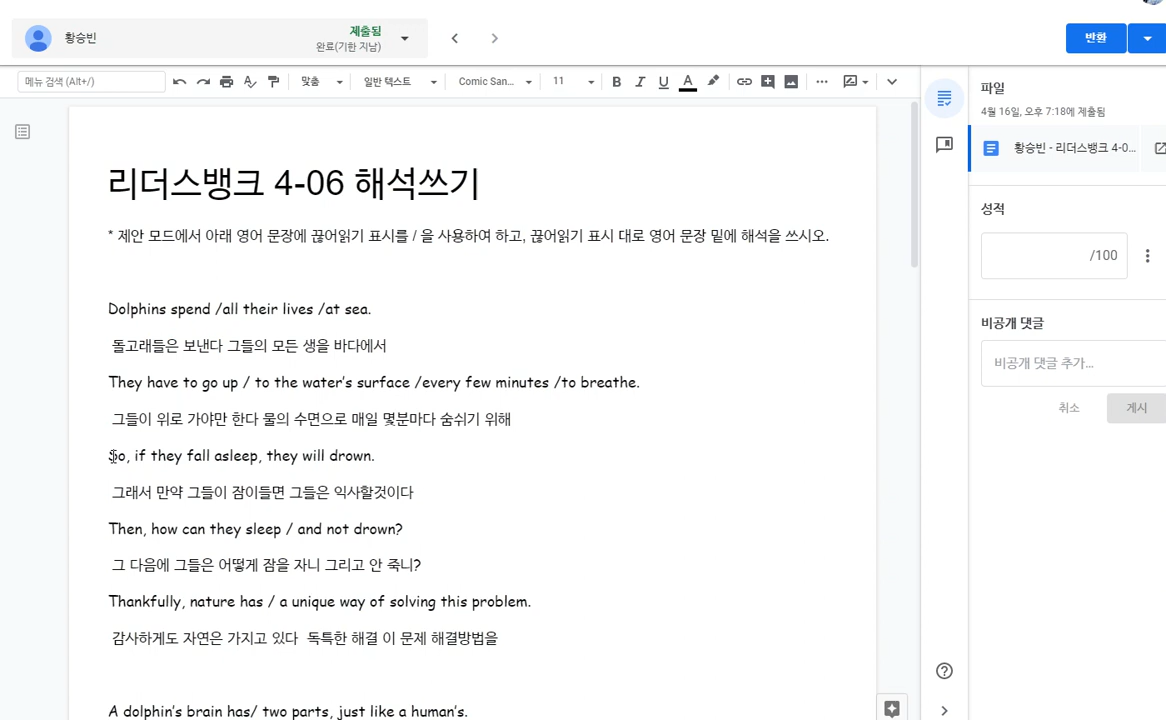 황승빈
제출됨
완료(기한 지남)
반환
메뉴 검색 (Alt+/)
맞춤
일반 텍스트
Comic San...
11
B I U A
파일
4월 16일, 오후 7:18에 제출됨
황승빈 - 리더스뱅크 4-0...
성적
/100
비공개 댓글
비공개 댓글 추가...
취소
게시
리더스뱅크 4-06 해석쓰기
* 제안 모드에서 아래 영어 문장에 끊어읽기 표시를 / 을 사용하여 하고, 끊어읽기 표시 대로 영어 문장 밑에 해석을 쓰시오.
Dolphins spend /all their lives /at sea.
돌고래들은 보낸다 그들의 모든 생을 바다에서
They have to go up / to the water's surface /every few minutes /to breathe.
그들이 위로 가야만 한다 물의 수면으로 매일 몇분마다 숨쉬기 위해
So, if they fall asleep, they will drown.
그래서 만약 그들이 잠이들면 그들은 익사할것이다
Then, how can they sleep / and not drown?
그 다음에 그들은 어떻게 잠을 자니 그리고 안 죽니?
Thankfully, nature has / a unique way of solving this problem.
감사하게도 자연은 가지고 있다 독특한 해결 이 문제 해결방법을
A dolphin's brain has/ two parts, just like a human's.